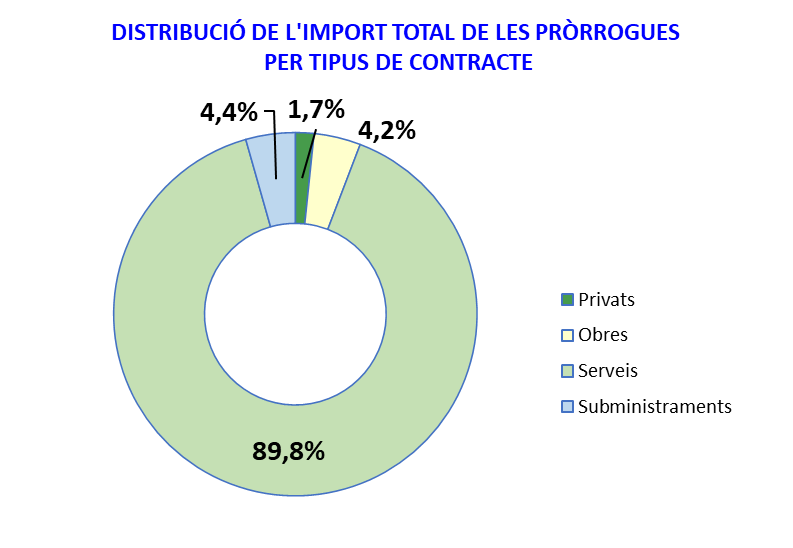 DISTRIBUCIÓ DE L'IMPORT TOTAL DE LES PRÒRROGUES
PER TIPUS DE CONTRACTE
4,4%
1,7%
4,2%
89,8%
Privats
Obres
Serveis
Subministraments